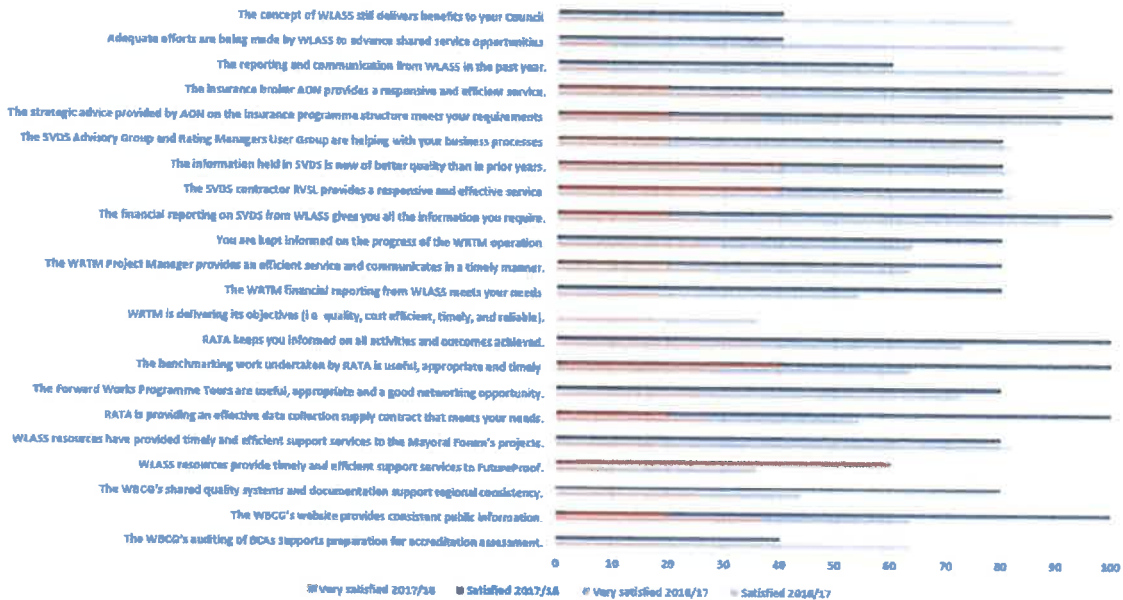 The concept of WLASS still delivers benefits to your Council
Adequate efforts are being made by WLASS to advance shared service opportunities
The reporting and communication from WLASS in the past year.
The insurance broker AON provides a responsive and efficient service.
The strategic advice provided by AON on the insurance programme structure meets your requirements
The SVDS Advisory Group and Rating Managers User Group are helping with your business processes
The information held in SVDS is now of better quality than in prior years.
The SVDS contractor RVSL provides a responsive and effective service
The financial reporting on SVDS from WLASS gives you all the information you require.
You are kept informed on the progress of the WRTM operation
The WRTM Project Manager provides an efficient service and communicates in a timely manner.
The WRTM financial reporting from WLASS meets your needs
WRTM is delivering its objectives (i e quality, cost efficient, timely, and reliable).
RATA keeps you informed on all activities and outcomes achieved.
The benchmarking work undertaken by RATA is useful, appropriate and timely
The Forward Works Programme Tours are useful, appropriate and a good networking opportunity.
RATA is providing an effective data collection supply contract that meets your needs.
WLASS resources have provided timely and efficient support services to the Mayoral Forum's projects.
WLASS resources provide timely and efficient support services to FutureProof.
The WBCG's shared quality systems and documentation support regional consistency.
The WBCG's website provides consistent public information.
The WBCG's auditing of BCAs supports preparation for accreditation assessment.
0 10 20 30 40 50 60 70 80 90 100
Very satisfied 2017/18 Satisfied 2017/18 Very satisfied 2016/17 Satisfied 2016/17